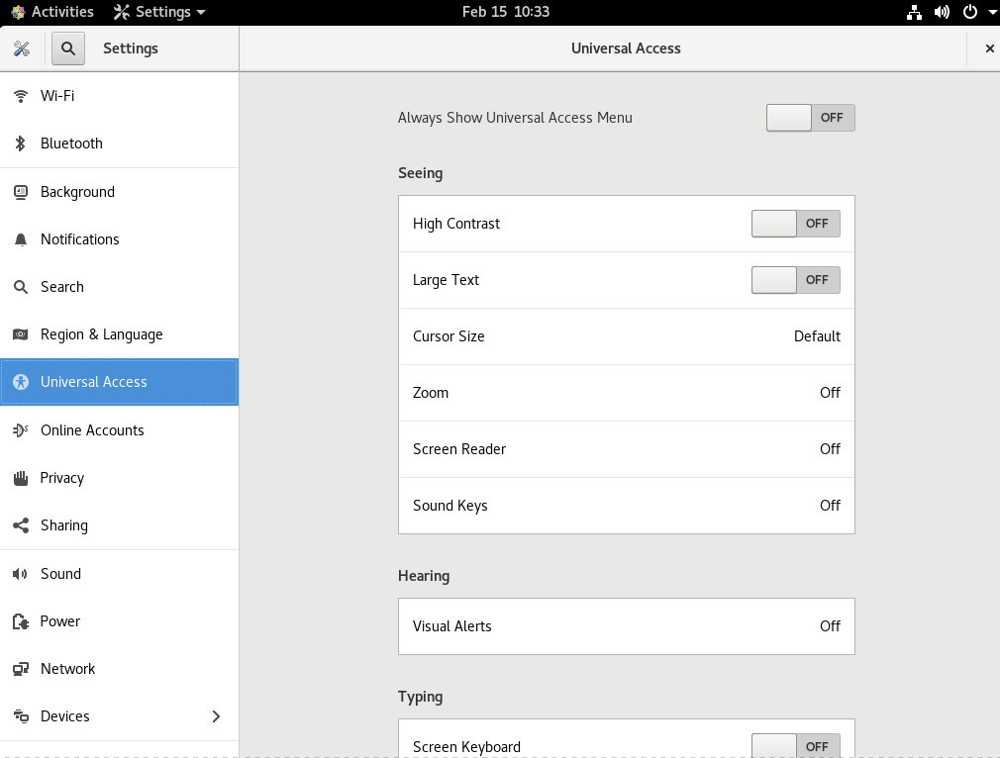 Activities Settings Feb 15 10:33
Settings Universal Access
Wi-Fi
Bluetooth
Background
Notifications
Search
Region & Language
Universal Access
Online Accounts
Privacy
Sharing
Sound
Power
Network
Devices
Always Show Universal Access Menu OFF
Seeing
High Contrast OFF
Large Text OFF
Cursor Size Default
Zoom Off
Screen Reader Off
Sound Keys Off
Hearing
Visual Alerts Off
Typing
Screen Keyboard OFF